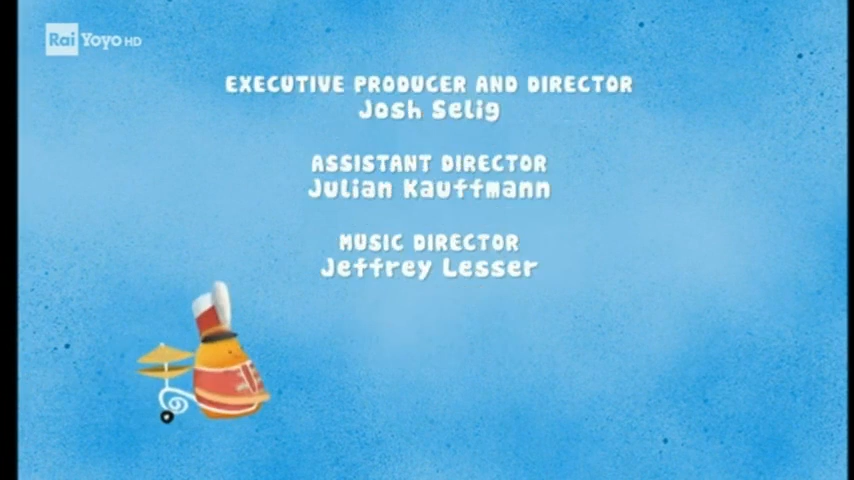 Rai Yoyo HD
EXECUTIVE PRODUCER AND DIRECTOR
Josh Selig
ASSISTANT DIRECTOR
Julian Kauffmann
MUSIC DIRECTOR
Jeffrey Lesser